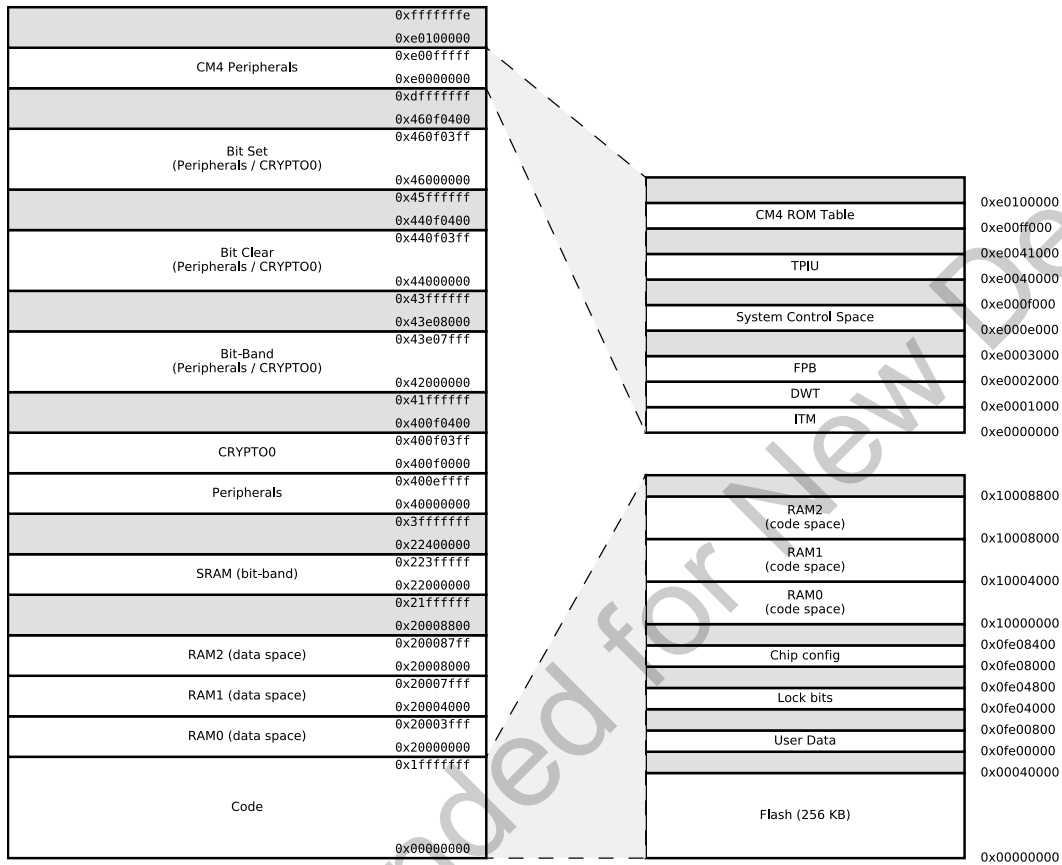 0xfffffffe
0xe0100000
0xe00fffff
CM4 Peripherals
0xe0000000
0xdfffffff
0x460f0400
0x460f03ff
Bit Set
(Peripherals / CRYPTO0)
0x46000000
0x45ffffff
0x440f0400
0x440f03ff
Bit Clear
(Peripherals / CRYPTO0)
0x44000000
0x43ffffff
0x43e08000
0x43e07fff
Bit-Band
(Peripherals / CRYPTO0)
0x42000000
0x41ffffff
0x400f0400
0x400f03ff
CRYPTO0
0x400f0000
0x400effff
Peripherals
0x40000000
0x3fffffff
0x22400000
0x223fffff
SRAM (bit-band)
0x22000000
0x21ffffff
0x20008800
0x200087ff
RAM2 (data space)
0x20008000
0x20007fff
RAM1 (data space)
0x20004000
0x20003fff
RAM0 (data space)
0x20000000
0x1fffffff
Code
0x00000000
0xe0100000
CM4 ROM Table
0xe00ff000
0xe0041000
TPIU
0xe0040000
0xe000f000
System Control Space
0xe000e000
0xe0003000
FPB
0xe0002000
DWT
0xe0001000
ITM
0xe0000000
0x10008800
RAM2
(code space)
0x10008000
RAM1
(code space)
0x10004000
RAM0
(code space)
0x10000000
0x0fe08400
Chip config
0x0fe08000
0x0fe04800
Lock bits
0x0fe04000
0x0fe00800
User Data
0x0fe00000
0x00040000
Flash (256 KB)
0x00000000
for New